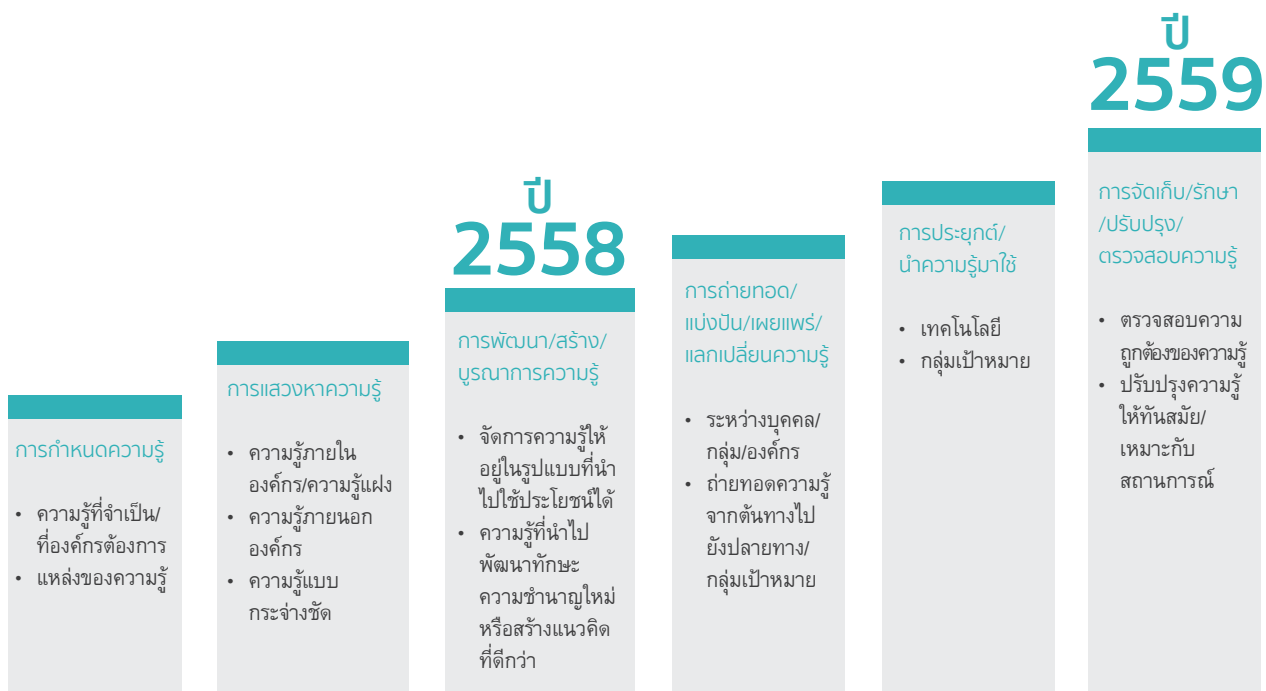 การกำหนดความรู้
• ความรู้ที่จำเป็น/
ที่องค์กรต้องการ
• แหล่งของความรู้
การแสวงหาความรู้
• ความรู้ภายใน
องค์กร/ความรู้แฝง
• ความรู้ภายนอก
องค์กร
• ความรู้แบบ
กระจ่างชัด
ปี
2558
การพัฒนา/สร้าง/
บูรณาการความรู้
• จัดการความรู้ให้
อยู่ในรูปแบบที่นำ
ไปใช้ประโยชน์ได้
• ความรู้ที่นำไป
พัฒนาทักษะ
ความชำนาญใหม่
หรือสร้างแนวคิด
ที่ดีกว่า
การถ่ายทอด/
แบ่งปัน/เผยแพร่/
แลกเปลี่ยนความรู้
• ระหว่างบุคคล/
กลุ่ม/องค์กร
• ถ่ายทอดความรู้
จากต้นทางไป
ยังปลายทาง/
กลุ่มเป้าหมาย
การประยุกต์/
นำความรู้มาใช้
• เทคโนโลยี
• กลุ่มเป้าหมาย
ปี
2559
การจัดเก็บ/รักษา
/ปรับปรุง/
ตรวจสอบความรู้
• ตรวจสอบความ
ถูกต้องของความรู้
• ปรับปรุงความรู้
ให้ทันสมัย/
เหมาะกับ
สถานการณ์